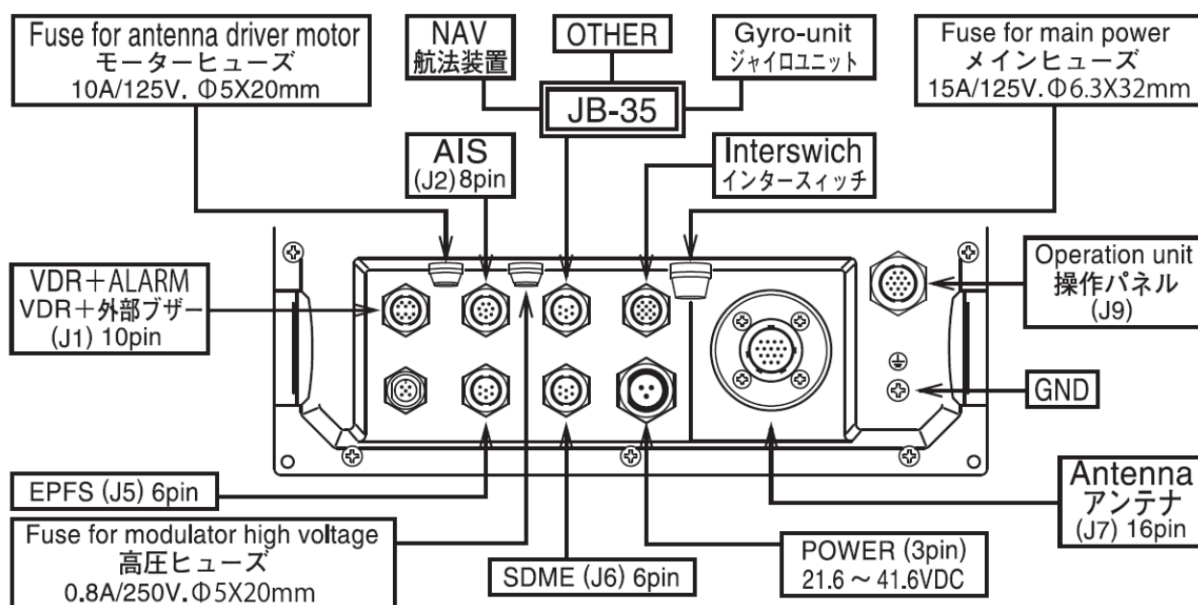 Fuse for antenna driver motor
モーターヒューズ
10A/125V. Φ5X20mm
NAV
航法装置
OTHER
Gyro-unit
ジャイロユニット
Fuse for main power
メインヒューズ
15A/125V.Φ6.3X32mm
JB-35
AIS
(J2) 8pin
Interswich
インタースィッチ
VDR+ALARM
VDR+外部ブザー
(J1) 10pin
Operation unit
操作パネル
(J9)
GND
EPFS (J5) 6pin
Fuse for modulator high voltage
高圧ヒューズ
0.8A/250V.Φ5X20mm
SDME (J6) 6pin
POWER (3pin)
21.6 ~ 41.6VDC
Antenna
アンテナ
(J7) 16pin